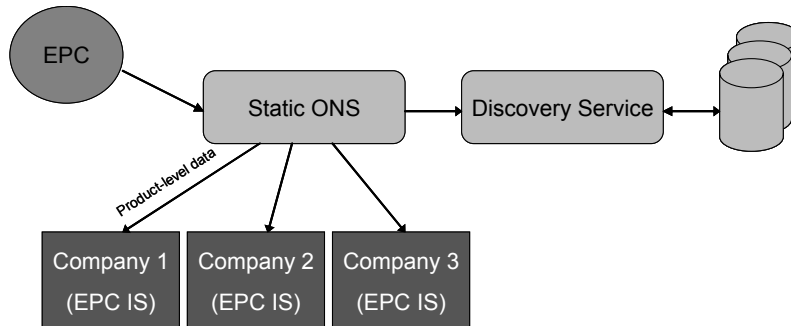 EPC
Static ONS
Discovery Service
Product-level data
Company 1
(EPC IS)
Company 2
(EPC IS)
Company 3
(EPC IS)